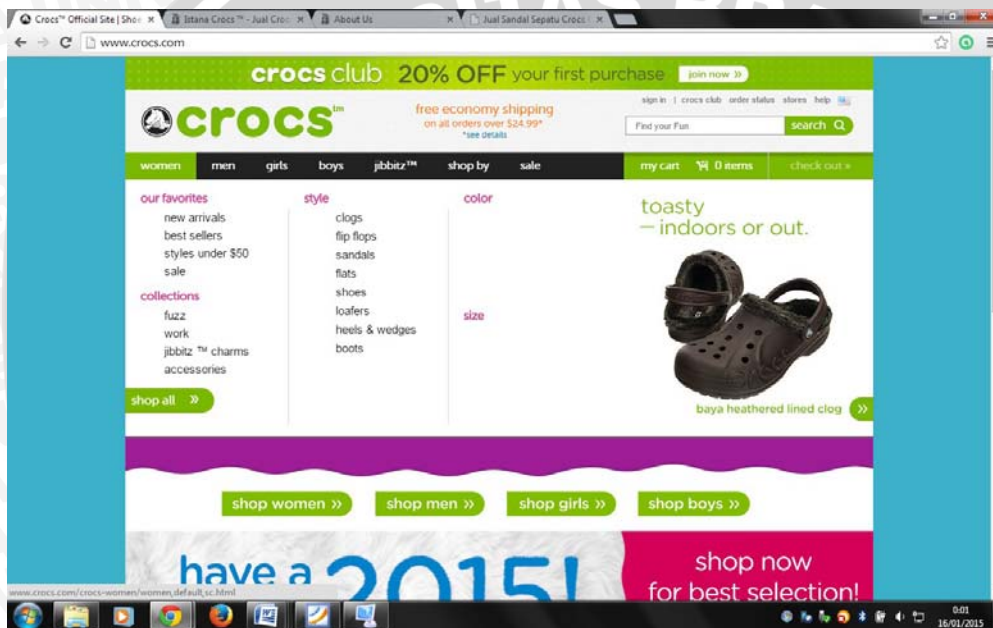 Crocs™ Official Site | Shoe
Istana Crocs ™ - Jual Croc
About Us
Jual Sandal Sepatu Crocs
www.crocs.com
crocs club 20% OFF your first purchase join now »
sign in | crocs club order status stores help
crocs™
free economy shipping
on all orders over $24.99*
*see details
Find your Fun
search
women men girls boys jibbitz™ shop by sale my cart 0 items check out »
our favorites
new arrivals
best sellers
styles under $50
sale
collections
fuzz
work
jibbitz ™ charms
accessories
shop all »
style
clogs
flip flops
sandals
flats
shoes
loafers
heels & wedges
boots
color
size
toasty
– indoors or out.
baya heathered lined clog »
shop women » shop men » shop girls » shop boys »
have a 2015!
shop now
for best selection!
www.crocs.com/crocs-women/women,default,sc.html
0:01
16/01/2015